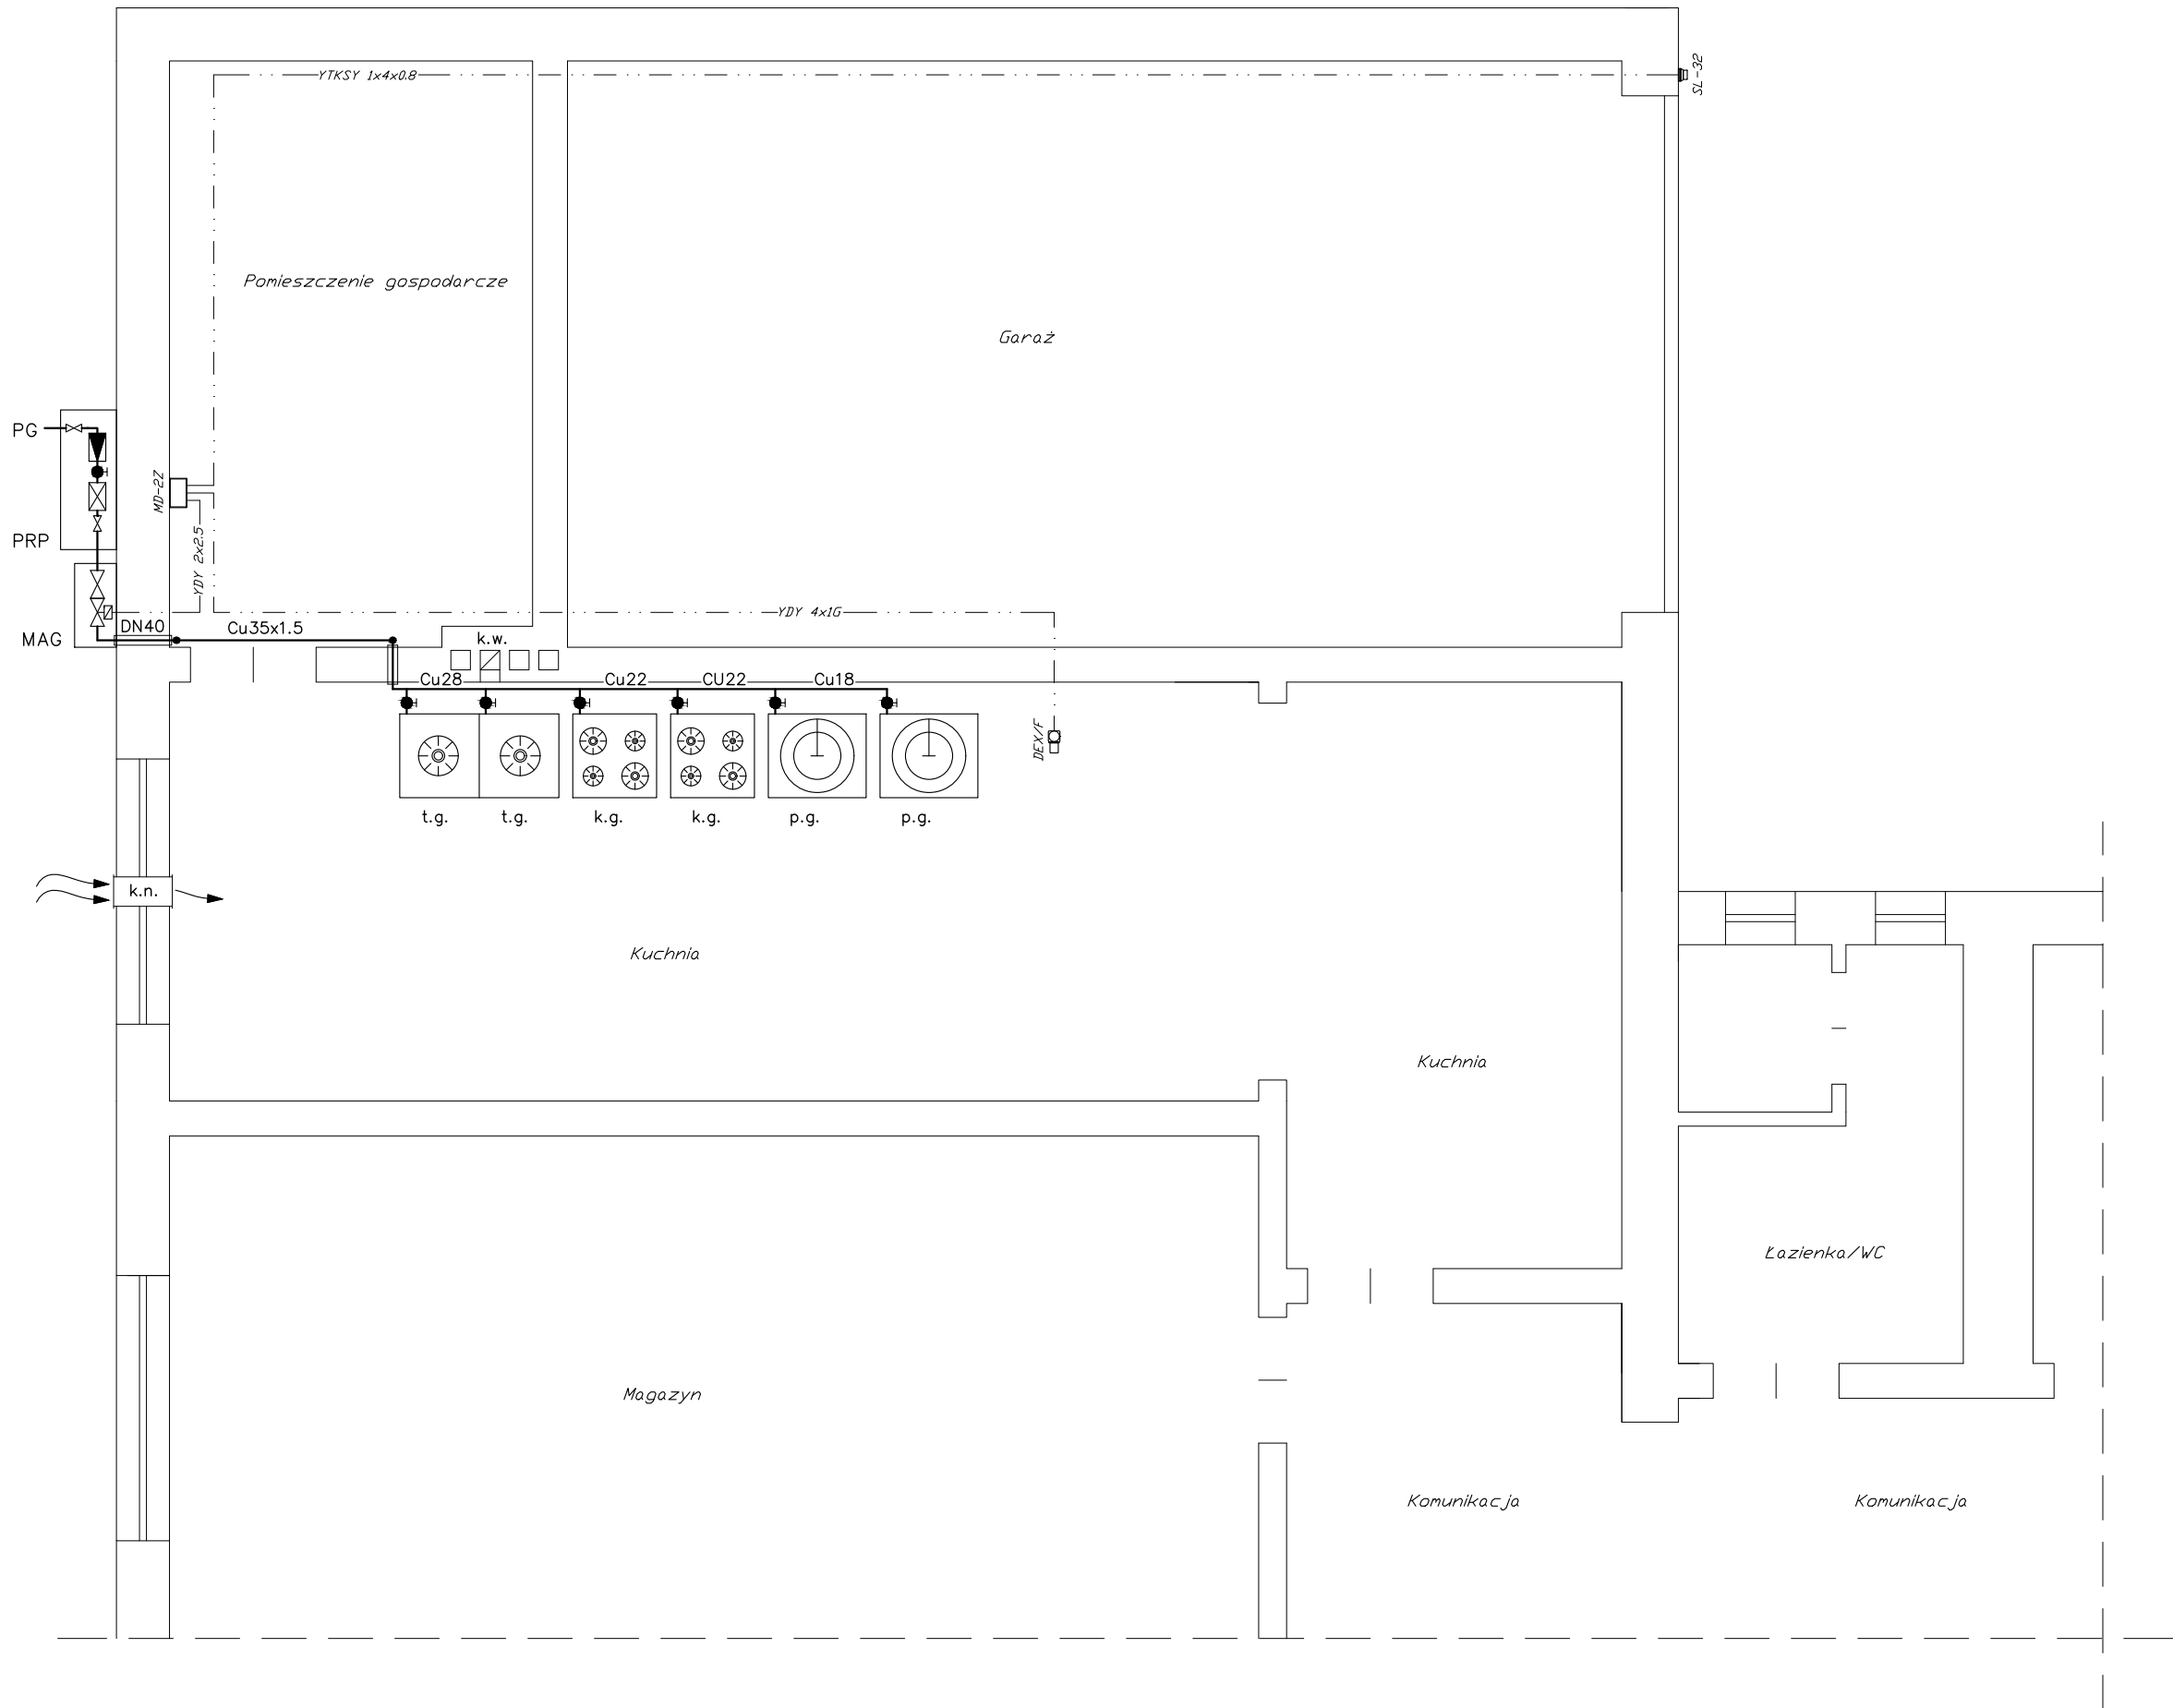 YTKSY 1x4x0.8
SL-32
Pomieszczenie gospodarcze
Garaż
PG
MD-2Z
PRP
YDY 2x2.5
YDY 4x1G
MAG
DN40
Cu35x1.5
k.w.
Cu28
Cu22
CU22
Cu18
DEX/F
t.g.
t.g.
k.g.
k.g.
p.g.
p.g.
k.n.
Kuchnia
Kuchnia
Łazienka/WC
Magazyn
Komunikacja
Komunikacja